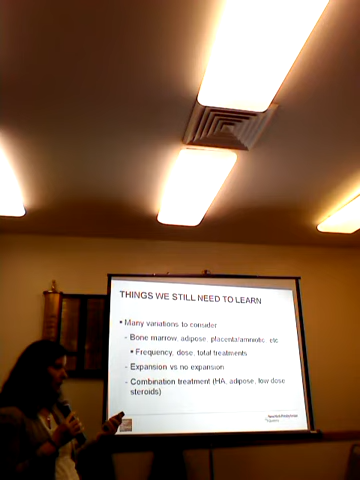 THINGS WE STILL NEED TO LEARN
• Many variations to consider
– Bone marrow, adipose, placenta/amniotic, etc
• Frequency, dose, total treatments
– Expansion vs no expansion
– Combination treatment (HA, adipose, low dose
steroids)